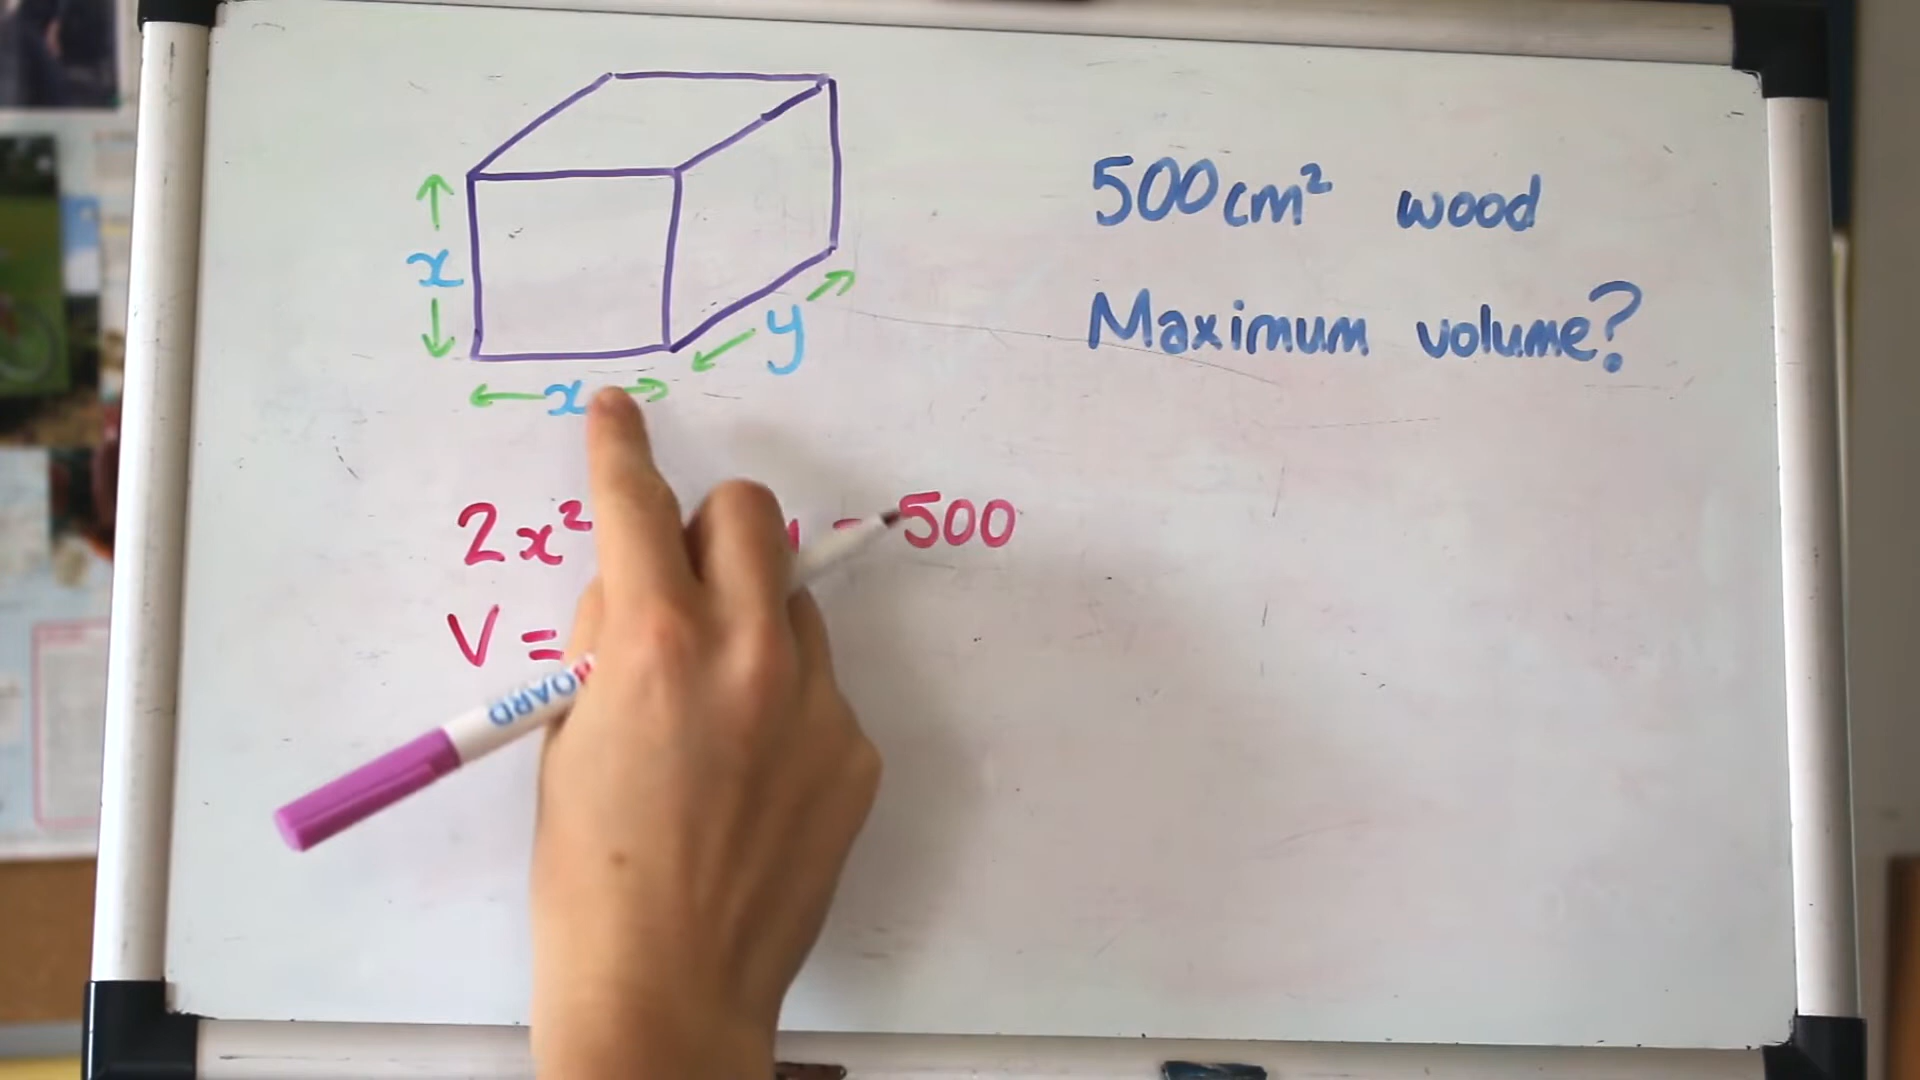 500cm² wood
Maximum volume?
x
y
x
2x² y = 500
V =
BOARD